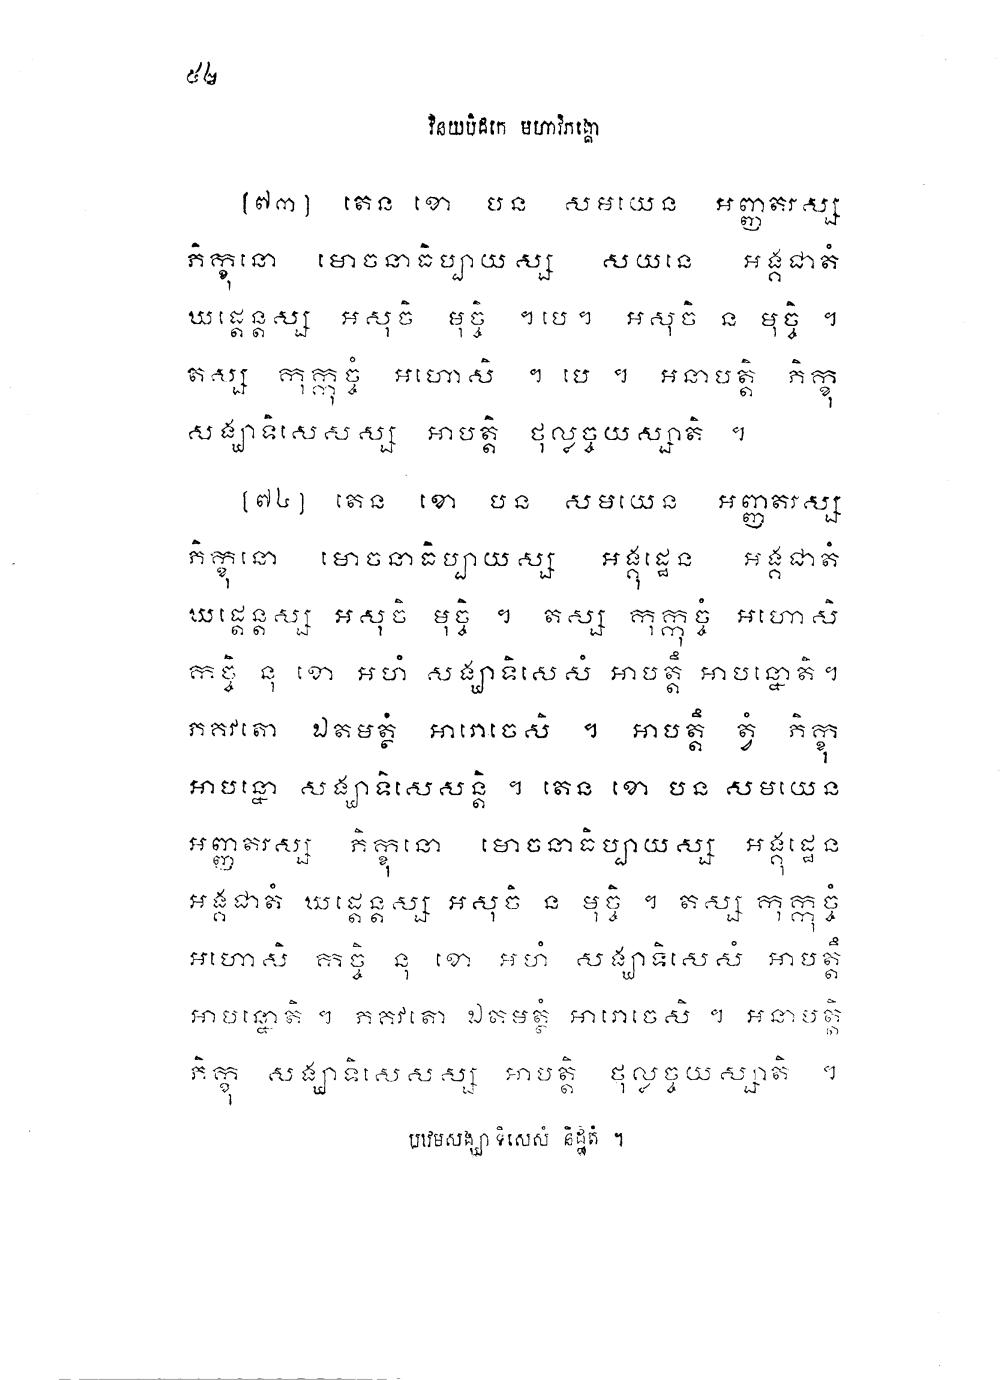 ៥៤
វិនយបិដកេ មហាវិភង្គោ
[៧៣] តេន ខោ បន សមយេន អញ្ញតរស្ស
ភិក្ខុនោ មោចនាធិប្បាយស្ស សយនេ អង្គជាតំ
ឃដ្តេន្តស្ស អសុចិ មុច្ចិ ។បេ។ អសុចិ ន មុច្ចិ ។
តស្ស កុក្កុច្ចំ អហោសិ ។ បេ ។ អនាបត្តិ ភិក្ខុ
សង្ឃាទិសេសស្ស អាបត្តិ ថុល្លច្ចយស្សាតិ ។
[៧៤] តេន ខោ បន សមយេន អញ្ញតរស្ស
ភិក្ខុនោ មោចនាធិប្បាយស្ស អង្គុដ្ឋេន អង្គជាតំ
ឃដ្តេន្តស្ស អសុចិ មុច្ចិ ។ តស្ស កុក្កុច្ចំ អហោសិ
កច្ចិ នុ ខោ អហំ សង្ឃាទិសេសំ អាបត្តឹ អាបន្នោតិ។
ភគវតោ ឯតមត្ថំ អារោចេសិ ។ អាបត្តឹ ត្វំ ភិក្ខុ
អាបន្នោ សង្ឃាទិសេសន្តិ ។ តេន ខោ បន សមយេន
អញ្ញតរស្ស ភិក្ខុនោ មោចនាធិប្បាយស្ស អង្គុដ្ឋេន
អង្គជាតំ ឃដ្តេន្តស្ស អសុចិ ន មុច្ចិ ។ តស្ស កុក្កុច្ចំ
អហោសិ កច្ចិ នុ ខោ អហំ សង្ឃាទិសេសំ អាបត្តឹ
អាបន្នោតិ ។ ភគវតោ ឯតមត្ថំ អារោចេសិ ។ អនាបត្តិ
ភិក្ខុ សង្ឃាទិសេសស្ស អាបត្តិ ថុល្លច្ចយស្សាតិ ។
បឋមសង្ឃាទិសេសំ និដ្ឋិតំ ។